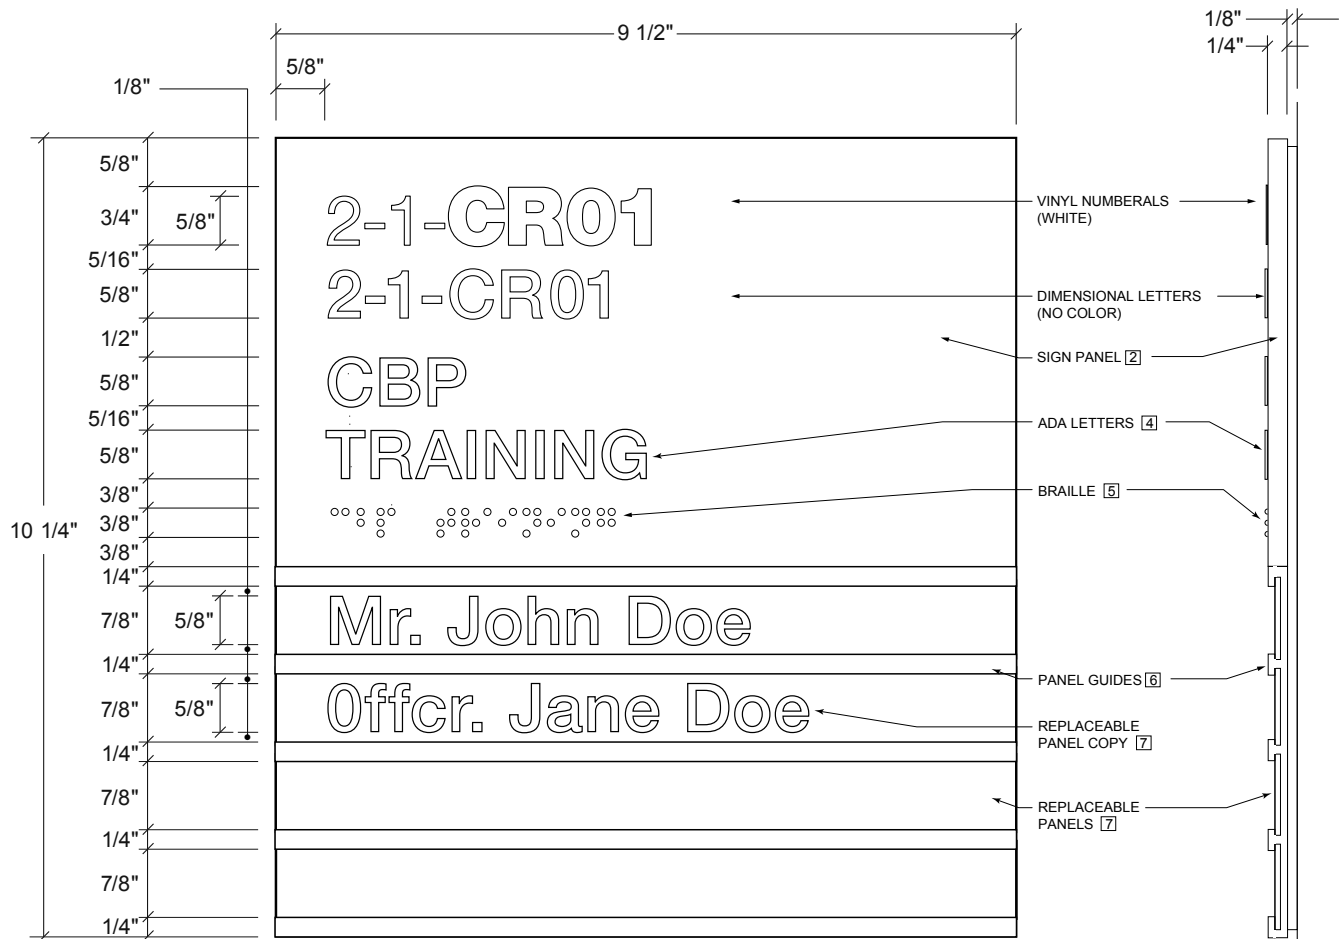 1/8"
9 1/2"
1/4"
5/8"
1/8"
5/8"
3/4"
5/8"
5/16"
5/8"
1/2"
5/8"
5/16"
5/8"
3/8"
3/8"
3/8"
10 1/4"
1/4"
7/8"
5/8"
1/4"
7/8"
5/8"
1/4"
7/8"
1/4"
7/8"
1/4"
2-1-CR01
2-1-CR01
CBP
TRAINING
Mr. John Doe
0ffcr. Jane Doe
VINYL NUMBERALS
(WHITE)
DIMENSIONAL LETTERS
(NO COLOR)
SIGN PANEL 2
ADA LETTERS 4
BRAILLE 5
PANEL GUIDES 6
REPLACEABLE
PANEL COPY 7
REPLACEABLE
PANELS 7